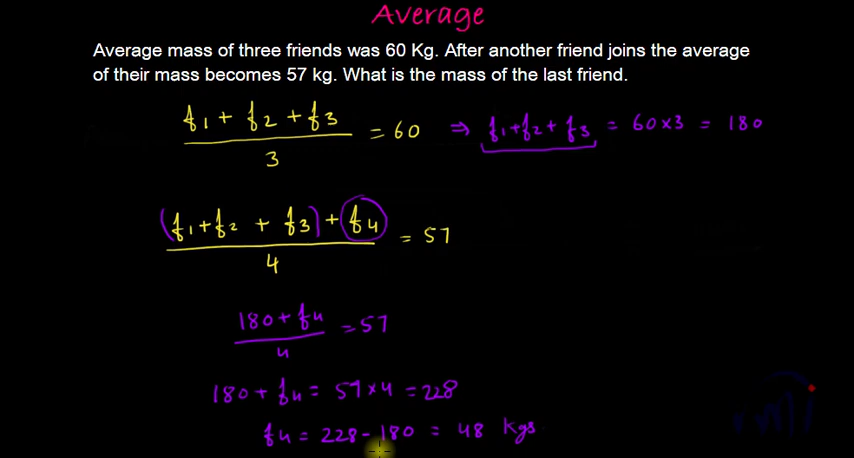 Average
Average mass of three friends was 60 Kg. After another friend joins the average
of their mass becomes 57 kg. What is the mass of the last friend.
f1 + f2 + f3 / 3 = 60 ⇒ f1 + f2 + f3 = 60 × 3 = 180
(f1 + f2 + f3) + f4 / 4 = 57
180 + f4 / 4 = 57
180 + f4 = 57 × 4 = 228
f4 = 228 - 180 = 48 kgs